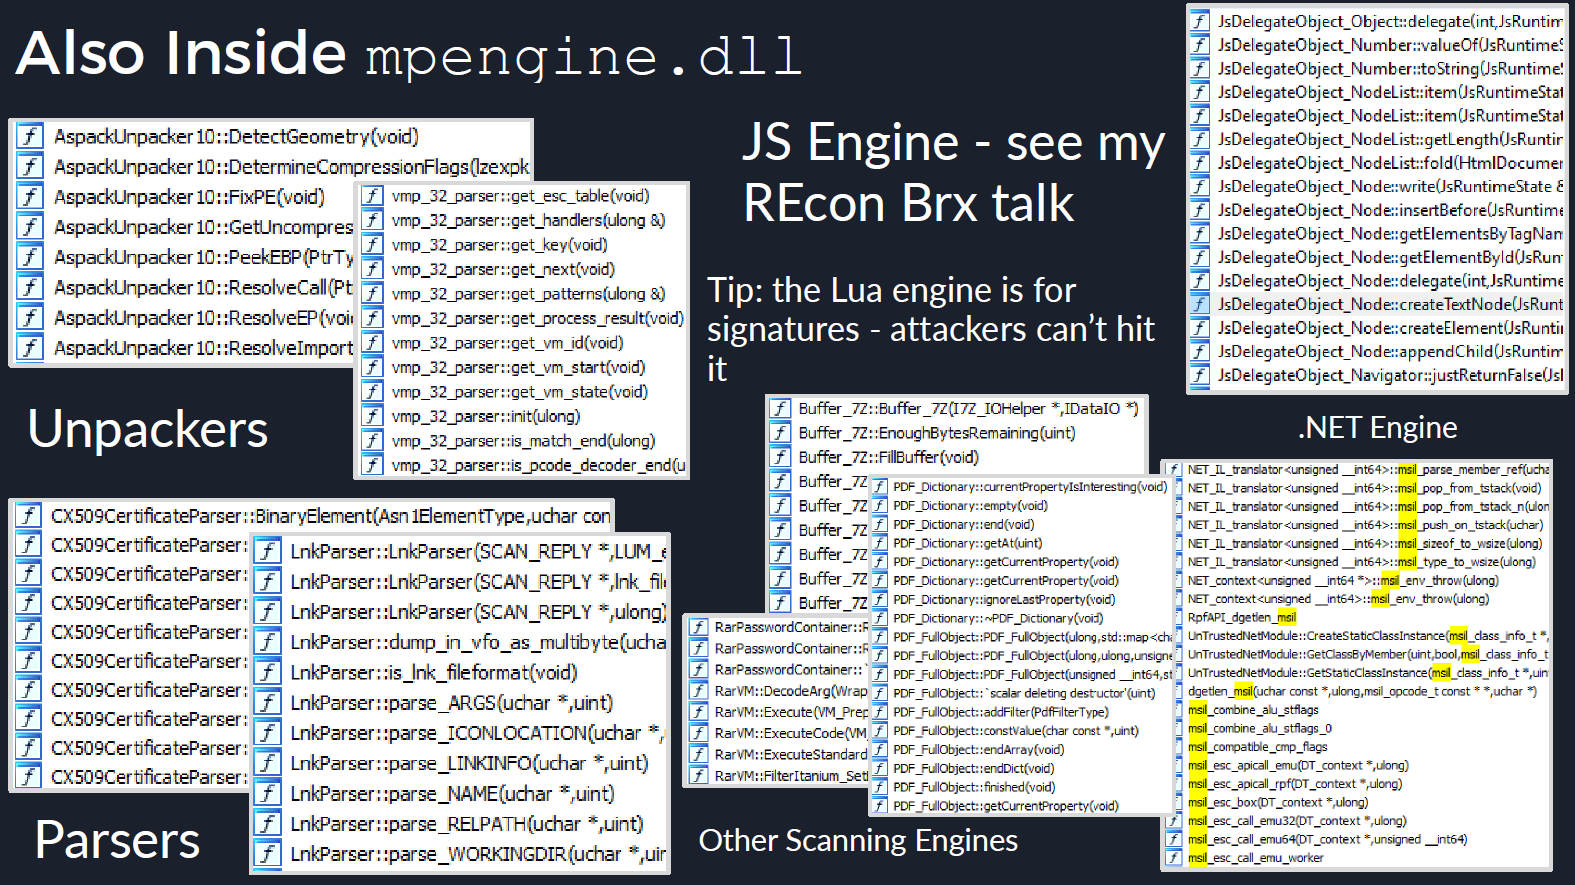 Also Inside mpengine.dll
AspackUnpacker10::DetectGeometry(void)
AspackUnpacker10::DetermineCompressionFlags(lzexpk
AspackUnpacker10::FixPE(void)
AspackUnpacker10::GetUncompres
AspackUnpacker10::PeekEBP(PtrTy
AspackUnpacker10::ResolveCall(Pt
AspackUnpacker10::ResolveEP(voi
AspackUnpacker10::ResolveImport
vmp_32_parser::get_esc_table(void)
vmp_32_parser::get_handlers(ulong &)
vmp_32_parser::get_key(void)
vmp_32_parser::get_next(void)
vmp_32_parser::get_patterns(ulong &)
vmp_32_parser::get_process_result(void)
vmp_32_parser::get_vm_id(void)
vmp_32_parser::get_vm_start(void)
vmp_32_parser::get_vm_state(void)
vmp_32_parser::init(ulong)
vmp_32_parser::is_match_end(ulong)
vmp_32_parser::is_pcode_decoder_end(u
Unpackers
JS Engine - see my
REcon Brx talk
Tip: the Lua engine is for
signatures - attackers can't hit
it
JsDelegateObject_Object::delegate(int,JsRuntim
JsDelegateObject_Number::valueOf(JsRuntimeS
JsDelegateObject_Number::toString(JsRuntime
JsDelegateObject_NodeList::item(JsRuntimeStat
JsDelegateObject_NodeList::item(JsRuntimeStat
JsDelegateObject_NodeList::getLength(JsRuntim
JsDelegateObject_NodeList::fold(HtmlDocumer
JsDelegateObject_Node::write(JsRuntimeState &
JsDelegateObject_Node::insertBefore(JsRuntime
JsDelegateObject_Node::getElementsByTagNam
JsDelegateObject_Node::getElementById(JsRunt
JsDelegateObject_Node::delegate(int,JsRuntime
JsDelegateObject_Node::createTextNode(JsRunt
JsDelegateObject_Node::createElement(JsRuntir
JsDelegateObject_Node::appendChild(JsRuntim
JsDelegateObject_Navigator::justReturnFalse(Jsl
CX509CertificateParser::BinaryElement(Asn1ElementType,uchar con
CX509CertificateParser:
CX509CertificateParser:
CX509CertificateParser:
CX509CertificateParser:
CX509CertificateParser:
CX509CertificateParser:
CX509CertificateParser:
CX509CertificateParser:
CX509CertificateParser:
LnkParser::LnkParser(SCAN_REPLY *,LUM_e
LnkParser::LnkParser(SCAN_REPLY *,lnk_file
LnkParser::LnkParser(SCAN_REPLY *,ulong)
LnkParser::dump_in_vfo_as_multibyte(ucha
LnkParser::is_lnk_fileformat(void)
LnkParser::parse_ARGS(uchar *,uint)
LnkParser::parse_ICONLOCATION(uchar *,
LnkParser::parse_LINKINFO(uchar *,uint)
LnkParser::parse_NAME(uchar *,uint)
LnkParser::parse_RELPATH(uchar *,uint)
LnkParser::parse_WORKINGDIR(uchar *,uir
Parsers
Buffer_7Z::Buffer_7Z(I7Z_IOHelper *,IDataIO *)
Buffer_7Z::EnoughBytesRemaining(uint)
Buffer_7Z::FillBuffer(void)
Buffer_7Z
Buffer_7Z
Buffer_7Z
Buffer_7Z
Buffer_7Z
Buffer_7Z
RarPasswordContainer::R
RarPasswordContainer::R
RarPasswordContainer::`
RarVM::DecodeArg(Wrap
RarVM::Execute(VM_Prep
RarVM::ExecuteCode(VM_
RarVM::ExecuteStandard
RarVM::FilterItanium_Set
PDF_Dictionary::currentPropertyIsInteresting(void)
PDF_Dictionary::empty(void)
PDF_Dictionary::end(void)
PDF_Dictionary::getAt(uint)
PDF_Dictionary::getCurrentProperty(void)
PDF_Dictionary::getCurrentProperty(void)
PDF_Dictionary::ignoreLastProperty(void)
PDF_Dictionary::~PDF_Dictionary(void)
PDF_FullObject::PDF_FullObject(ulong,std::map<cha
PDF_FullObject::PDF_FullObject(ulong,ulong,unsigne
PDF_FullObject::PDF_FullObject(unsigned __int64,st
PDF_FullObject::`scalar deleting destructor'(uint)
PDF_FullObject::addFilter(PdfFilterType)
PDF_FullObject::constValue(char const *,uint)
PDF_FullObject::endArray(void)
PDF_FullObject::endDict(void)
PDF_FullObject::finished(void)
PDF_FullObject::getCurrentProperty(void)
Other Scanning Engines
.NET Engine
NET_IL_translator<unsigned __int64>::msil_parse_member_ref(ucha
NET_IL_translator<unsigned __int64>::msil_pop_from_tstack(void)
NET_IL_translator<unsigned __int64>::msil_pop_from_tstack_n(ulon
NET_IL_translator<unsigned __int64>::msil_push_on_tstack(uchar)
NET_IL_translator<unsigned __int64>::msil_sizeof_to_wsize(ulong)
NET_IL_translator<unsigned __int64>::msil_type_to_wsize(ulong)
NET_context<unsigned __int64 *>::msil_env_throw(ulong)
NET_context<unsigned __int64>::msil_env_throw(ulong)
RpfAPI_dgetlen_msil
UnTrustedNetModule::CreateStaticClassInstance(msil_class_info_t *,
UnTrustedNetModule::GetClassByMember(uint,bool,msil_class_info_t
UnTrustedNetModule::GetStaticClassInstance(msil_class_info_t *,uin
dgetlen_msil(uchar const *,ulong,msil_opcode_t const * *,uchar *)
msil_combine_alu_stflags
msil_combine_alu_stflags_0
msil_compatible_cmp_flags
msil_esc_apicall_emu(DT_context *,ulong)
msil_esc_apicall_rpf(DT_context *,ulong)
msil_esc_box(DT_context *,ulong)
msil_esc_call_emu32(DT_context *,ulong)
msil_esc_call_emu64(DT_context *,unsigned __int64)
msil_esc_call_emu_worker